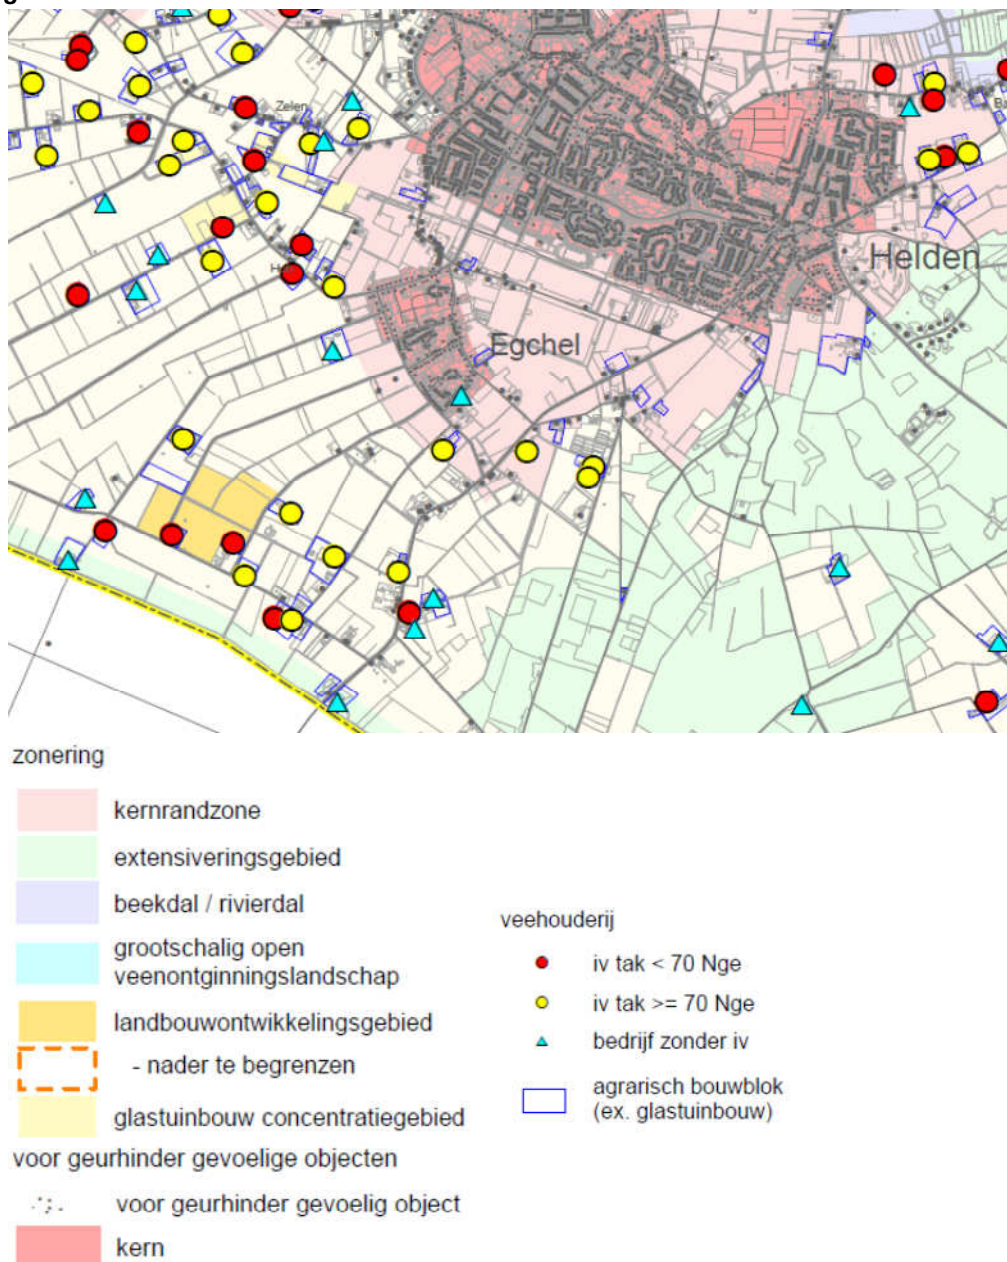 Zelen
Helden
Egchel
zonering
kernrandzone
extensiveringsgebied
beekdal / rivierdal
grootschalig open
veenontginningslandschap
landbouwontwikkelingsgebied
- nader te begrenzen
glastuinbouw concentratiegebied
voor geurhinder gevoelige objecten
voor geurhinder gevoelig object
kern
veehouderij
iv tak < 70 Nge
iv tak >= 70 Nge
bedrijf zonder iv
agrarisch bouwblok
(ex. glastuinbouw)